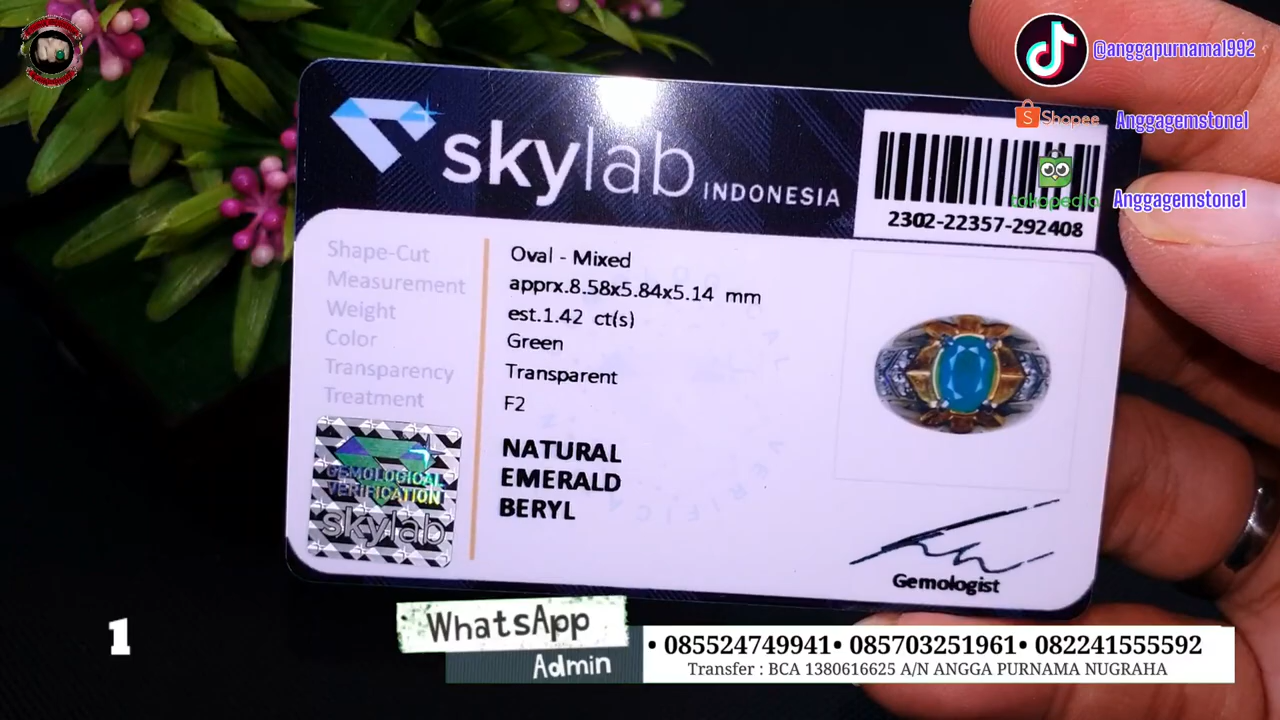 @anggapurnama1992
Shopee Anggagemstone1
tokopedia Anggagemstone1
skylab INDONESIA
2302-22357-292408
Shape-Cut Oval - Mixed
Measurement apprx.8.58x5.84x5.14 mm
Weight est.1.42 ct(s)
Color Green
Transparency Transparent
Treatment F2
NATURAL
EMERALD
BERYL
GEMOLOGICAL
VERIFICATION
skylab
Gemologist
1
WhatsApp
Admin
• 085524749941• 085703251961• 082241555592
Transfer : BCA 1380616625 A/N ANGGA PURNAMA NUGRAHA